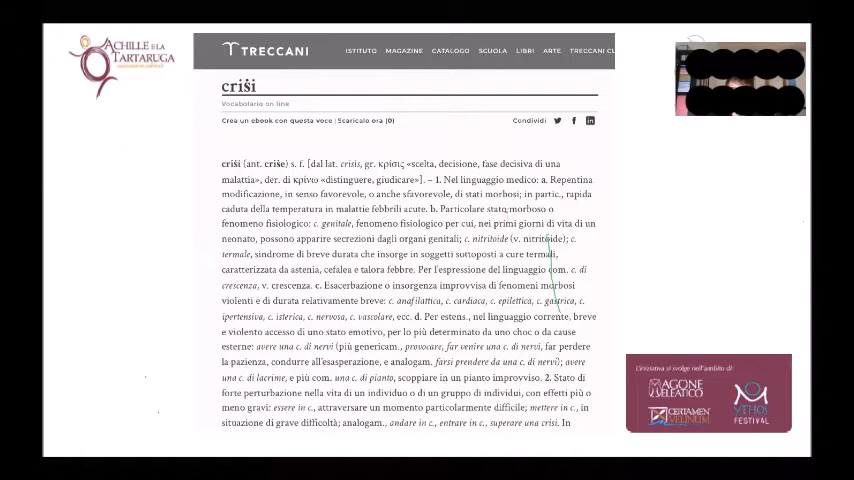 ACHILLE E LA
TARTARUGA
TRECCANI
ISTITUTO MAGAZINE CATALOGO SCUOLA LIBRI ARTE TRECCANI CU
criṡi
Vocabolario on line
Crea un ebook con questa voce | Scaricalo ora (0)
Condividi
criṡi (ant. criṡe) s. f. [dal lat. crisis, gr. κρίσις «scelta, decisione, fase decisiva di una
malattia», der. di κρίνω «distinguere, giudicare»]. – 1. Nel linguaggio medico: a. Repentina
modificazione, in senso favorevole, o anche sfavorevole, di stati morbosi; in partic., rapida
caduta della temperatura in malattie febbrili acute. b. Particolare stato morboso o
fenomeno fisiologico: c. genitale, fenomeno fisiologico per cui, nei primi giorni di vita di un
neonato, possono apparire secrezioni dagli organi genitali; c. nitritoide (v. nitritoide); c.
termale, sindrome di breve durata che insorge in soggetti sottoposti a cure termali,
caratterizzata da astenia, cefalea e talora febbre. Per l'espressione del linguaggio com. c. di
crescenza, v. crescenza. c. Esacerbazione o insorgenza improvvisa di fenomeni morbosi
violenti e di durata relativamente breve: c. anafilattica, c. cardiaca, c. epilettica, c. gastrica, c.
ipertensiva, c. isterica, c. nervosa, c. vascolare, ecc. d. Per estens., nel linguaggio corrente, breve
e violento accesso di uno stato emotivo, per lo più determinato da uno choc o da cause
esterne: avere una c. di nervi (più genericam., provocare, far venire una c. di nervi, far perdere
la pazienza, condurre all'esasperazione, e analogam. farsi prendere da una c. di nervi); avere
una c. di lacrime, e più com. una c. di pianto, scoppiare in un pianto improvviso. 2. Stato di
forte perturbazione nella vita di un individuo o di un gruppo di individui, con effetti più o
meno gravi: essere in c., attraversare un momento particolarmente difficile; mettere in c., in
situazione di grave difficoltà; analogam., andare in c., entrare in c., superare una crisi. In
L'iniziativa si svolge nell'ambito di:
AGONE
ELEATICO
CERTAMEN
VELINUM
MYTHOS
FESTIVAL